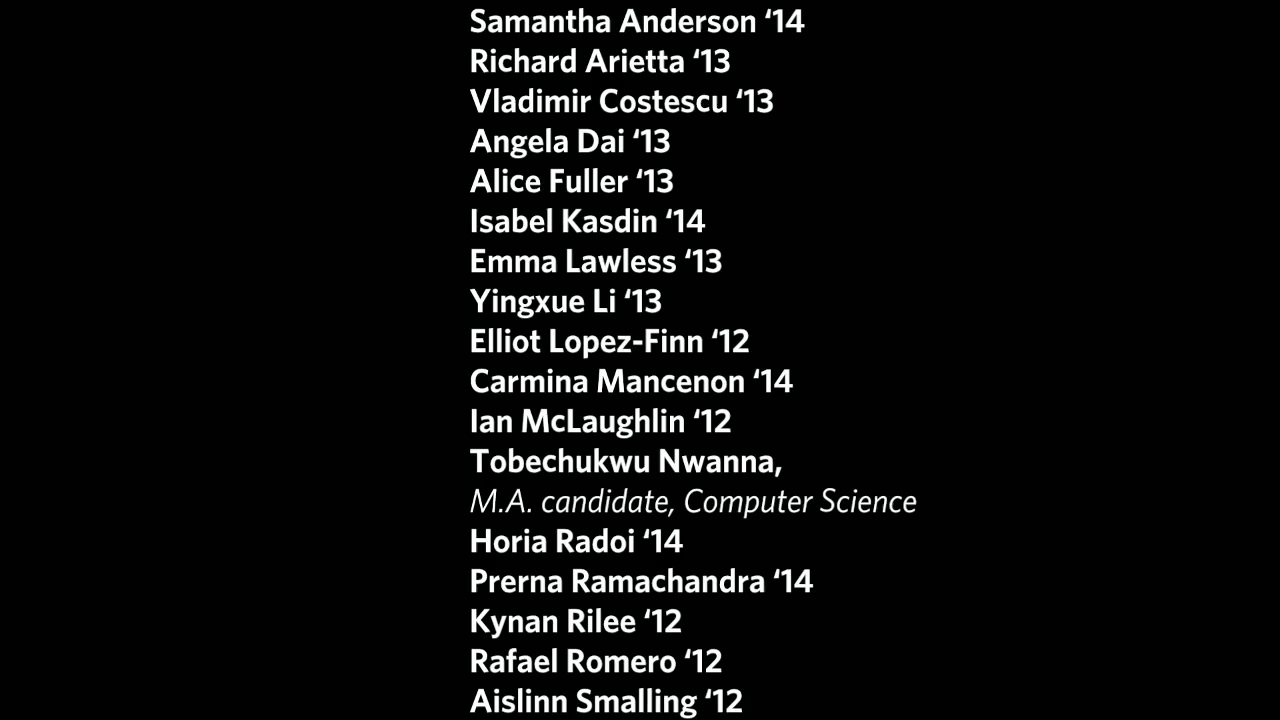 Samantha Anderson ‘14
Richard Arietta ‘13
Vladimir Costescu ‘13
Angela Dai ‘13
Alice Fuller ‘13
Isabel Kasdin ‘14
Emma Lawless ‘13
Yingxue Li ‘13
Elliot Lopez-Finn ‘12
Carmina Mancenon ‘14
Ian McLaughlin ‘12
Tobechukwu Nwanna,
M.A. candidate, Computer Science
Horia Radoi ‘14
Prerna Ramachandra ‘14
Kynan Rilee ‘12
Rafael Romero ‘12
Aislinn Smalling ‘12